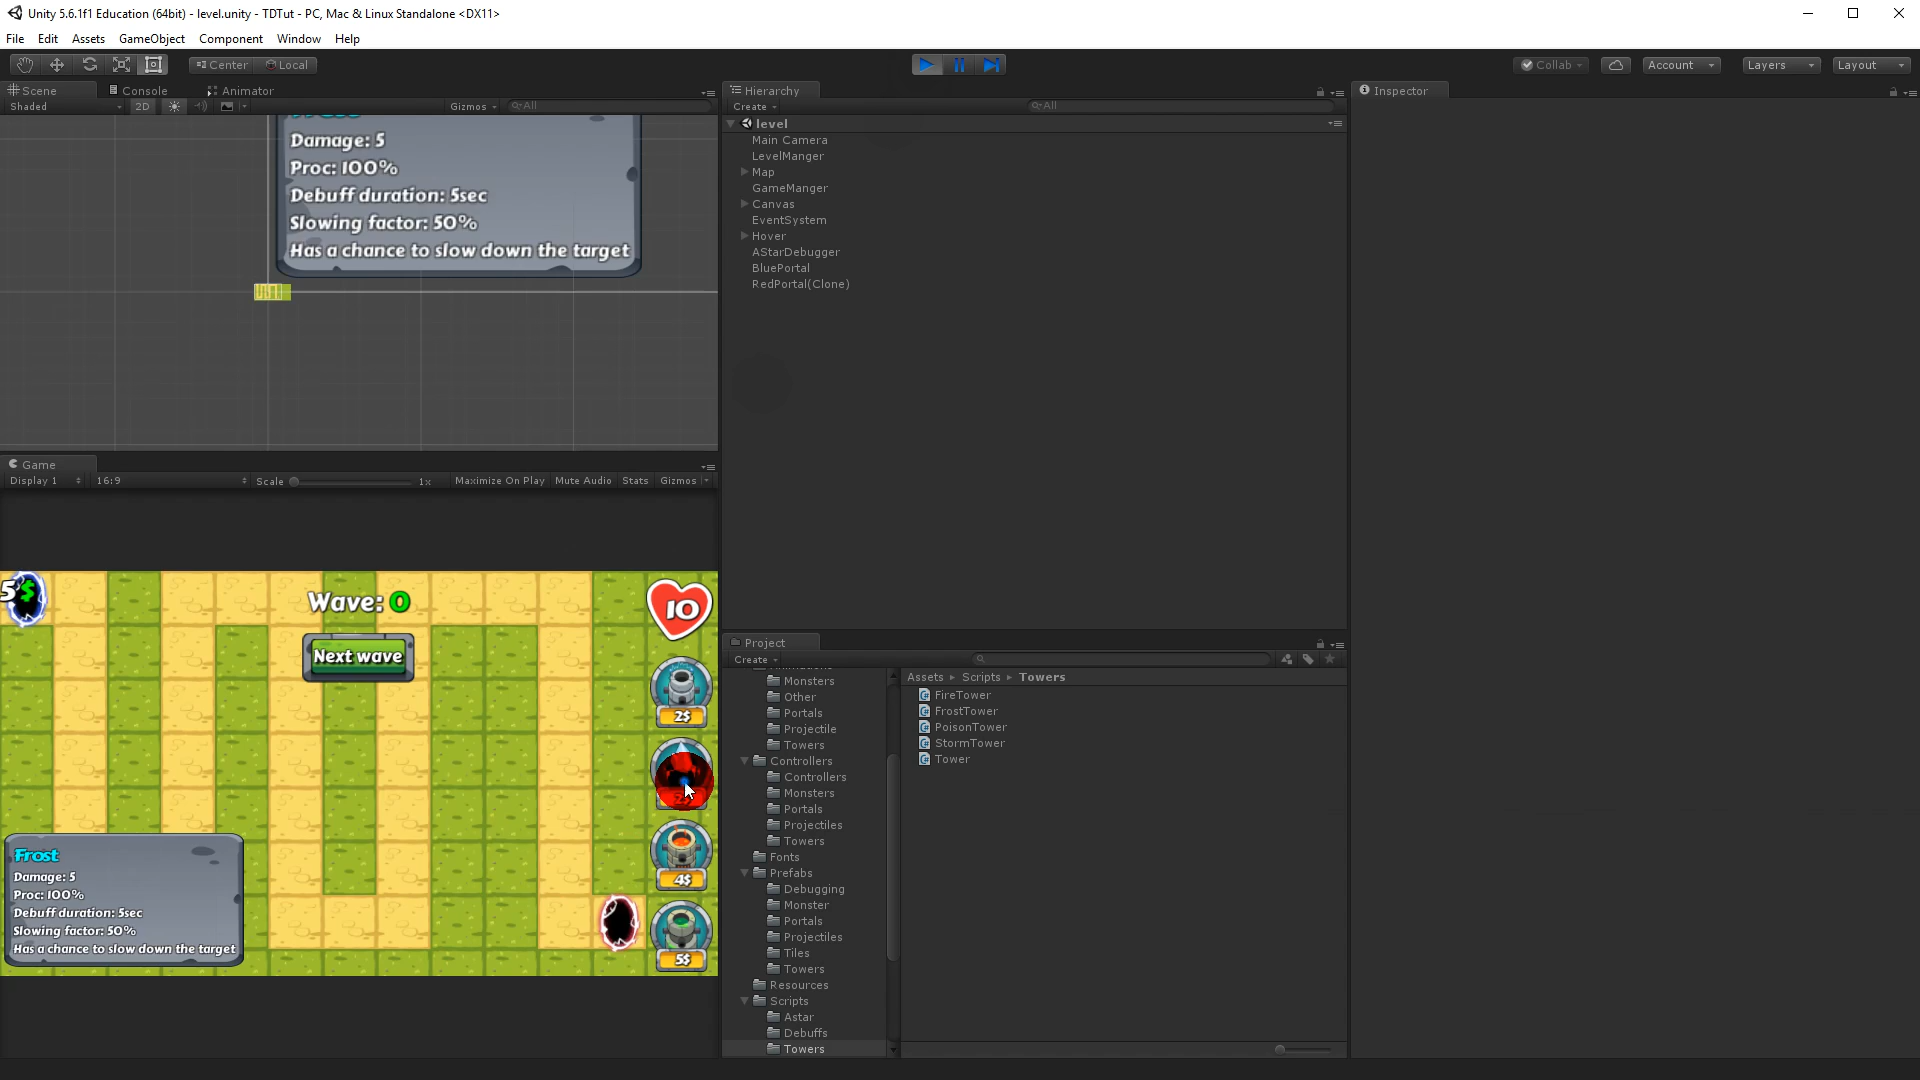 Unity 5.6.1f1 Education (64bit) - level.unity - TDTut - PC, Mac & Linux Standalone <DX11>
File Edit Assets GameObject Component Window Help
Center Local
Collab Account Layers Layout
Scene Console Animator
Shaded 2D Gizmos All
Damage: 5
Proc: 100%
Debuff duration: 5sec
Slowing factor: 50%
Has a chance to slow down the target
Game
Display 1 16:9 Scale 1x Maximize On Play Mute Audio Stats Gizmos
5$
Wave: 0
10
Next wave
2$
4$
5$
Frost
Damage: 5
Proc: 100%
Debuff duration: 5sec
Slowing factor: 50%
Has a chance to slow down the target
Hierarchy
Create All
level
Main Camera
LevelManger
Map
GameManger
Canvas
EventSystem
Hover
AStarDebugger
BluePortal
RedPortal(Clone)
Project
Create
Monsters
Other
Portals
Projectile
Towers
Controllers
Controllers
Monsters
Portals
Projectiles
Towers
Fonts
Prefabs
Debugging
Monster
Portals
Projectiles
Tiles
Towers
Resources
Scripts
Astar
Debuffs
Towers
Assets Scripts Towers
FireTower
FrostTower
PoisonTower
StormTower
Tower
Inspector